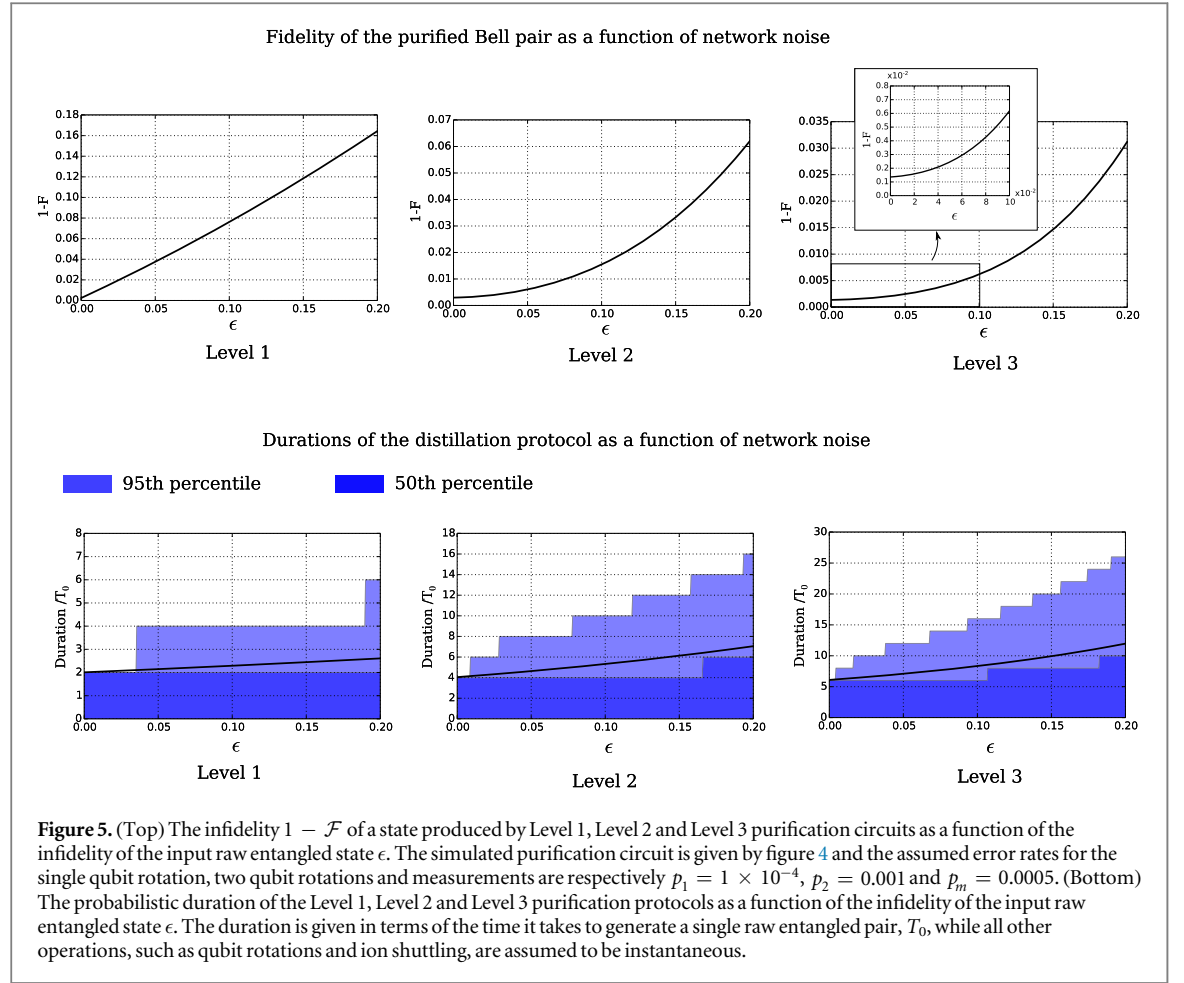 Fidelity of the purified Bell pair as a function of network noise
0.18
0.16
0.14
0.12
0.10
0.08
0.06
0.04
0.02
0.00
1-F
0.00 0.05 0.10 0.15 0.20
ϵ
Level 1
0.07
0.06
0.05
0.04
0.03
0.02
0.01
0.00
1-F
0.00 0.05 0.10 0.15 0.20
ϵ
Level 2
x10⁻²
0.8
0.7
0.6
0.5
0.4
0.3
0.2
0.1
0.0
1-F
0 2 4 6 8 10
x10⁻²
ϵ
0.035
0.030
0.025
0.020
0.015
0.010
0.005
0.000
1-F
0.00 0.05 0.10 0.15 0.20
ϵ
Level 3
Durations of the distillation protocol as a function of network noise
95th percentile 50th percentile
8
7
6
5
4
3
2
1
0
Duration /T₀
0.00 0.05 0.10 0.15 0.20
ϵ
Level 1
18
16
14
12
10
8
6
4
2
0
Duration /T₀
0.00 0.05 0.10 0.15 0.20
ϵ
Level 2
30
25
20
15
10
5
0
Duration /T₀
0.00 0.05 0.10 0.15 0.20
ϵ
Level 3
Figure 5. (Top) The infidelity 1 − ℱ of a state produced by Level 1, Level 2 and Level 3 purification circuits as a function of the
infidelity of the input raw entangled state ϵ. The simulated purification circuit is given by figure 4 and the assumed error rates for the
single qubit rotation, two qubit rotations and measurements are respectively p₁ = 1 × 10⁻⁴, p₂ = 0.001 and pₘ = 0.0005. (Bottom)
The probabilistic duration of the Level 1, Level 2 and Level 3 purification protocols as a function of the infidelity of the input raw
entangled state ϵ. The duration is given in terms of the time it takes to generate a single raw entangled pair, T₀, while all other
operations, such as qubit rotations and ion shuttling, are assumed to be instantaneous.